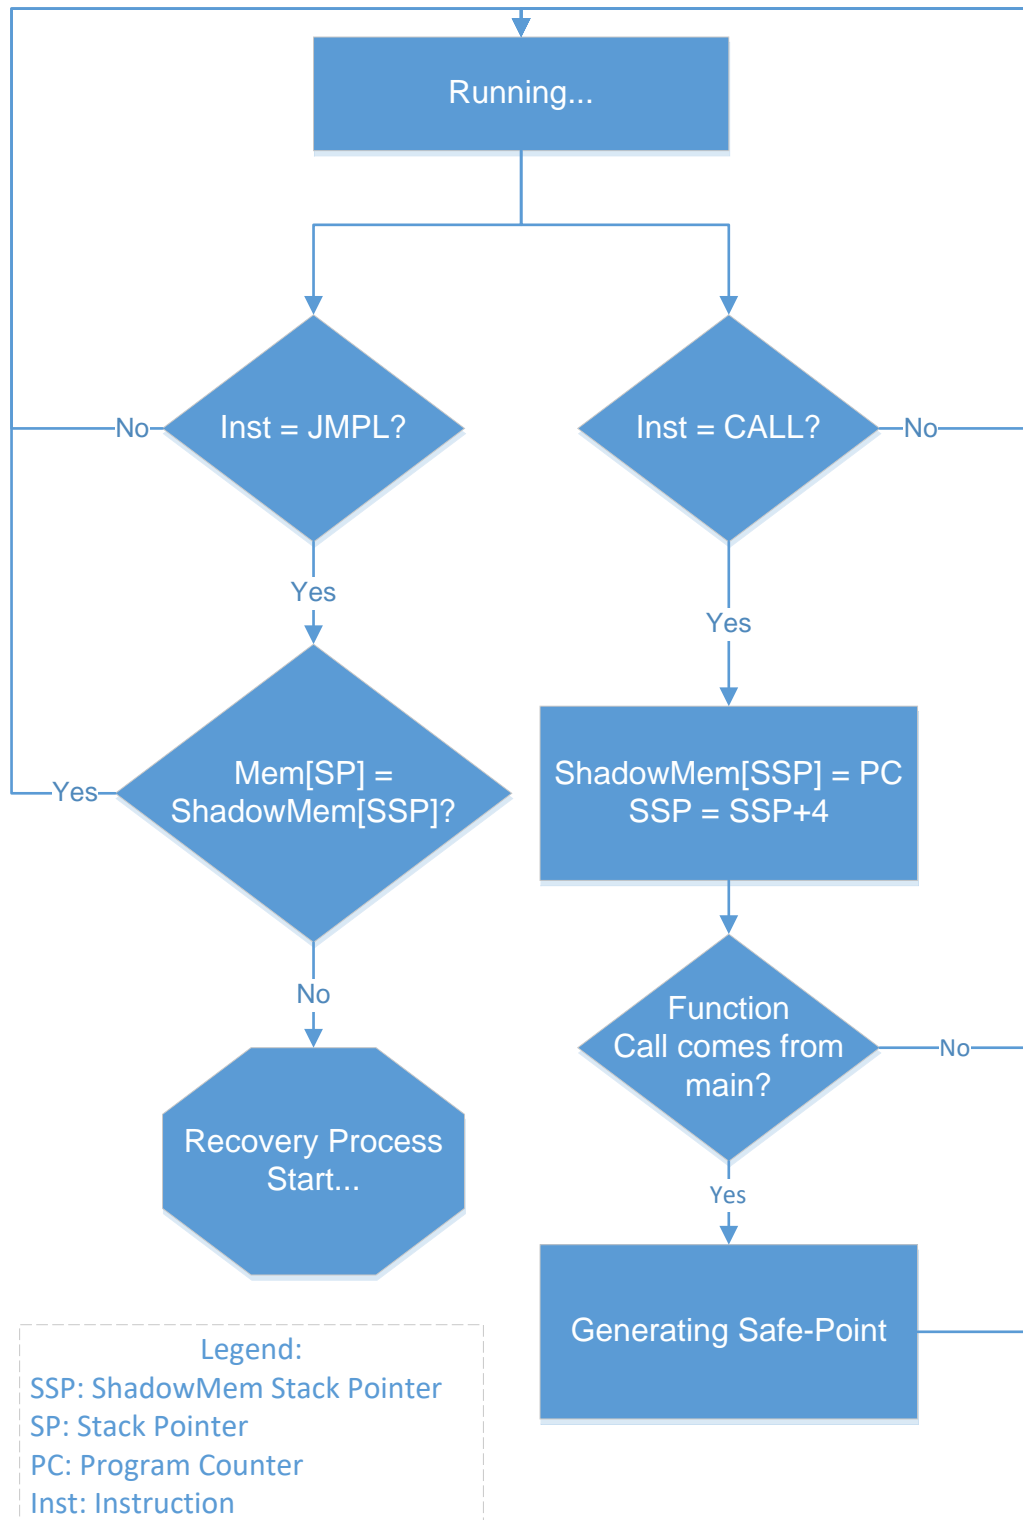 Running...
Inst = JMPL?
Inst = CALL?
No
No
Yes
Yes
Mem[SP] =
ShadowMem[SSP]?
Yes
ShadowMem[SSP] = PC
SSP = SSP+4
No
Function
Call comes from
main?
No
Recovery Process
Start...
Yes
Generating Safe-Point
Legend:
SSP: ShadowMem Stack Pointer
SP: Stack Pointer
PC: Program Counter
Inst: Instruction